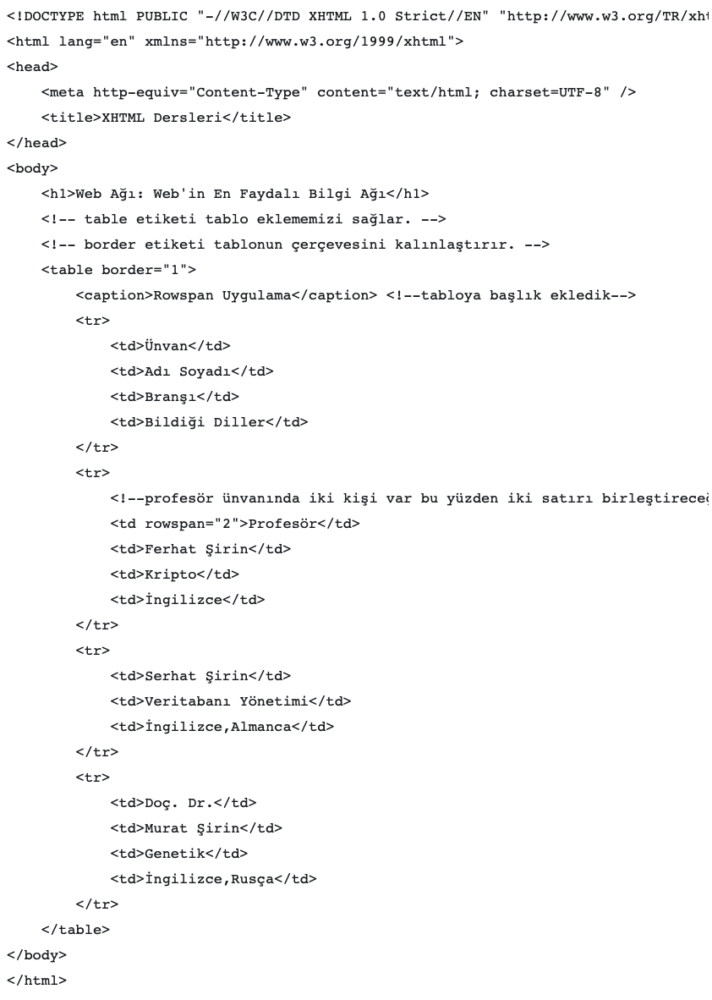 <!DOCTYPE html PUBLIC "-//W3C//DTD XHTML 1.0 Strict//EN" "http://www.w3.org/TR/xht
<html lang="en" xmlns="http://www.w3.org/1999/xhtml">
<head>
<meta http-equiv="Content-Type" content="text/html; charset=UTF-8" />
<title>XHTML Dersleri</title>
</head>
<body>
<h1>Web Ağı: Web'in En Faydalı Bilgi Ağı</h1>
<!-- table etiketi tablo eklememizi sağlar. -->
<!-- border etiketi tablonun çerçevesini kalınlaştırır. -->
<table border="1">
<caption>Rowspan Uygulama</caption> <!--tabloya başlık ekledik-->
<tr>
<td>Ünvan</td>
<td>Adı Soyadı</td>
<td>Branşı</td>
<td>Bildiği Diller</td>
</tr>
<tr>
<!--profesör ünvanında iki kişi var bu yüzden iki satırı birleştireceğ
<td rowspan="2">Profesör</td>
<td>Ferhat Şirin</td>
<td>Kripto</td>
<td>İngilizce</td>
</tr>
<tr>
<td>Serhat Şirin</td>
<td>Veritabanı Yönetimi</td>
<td>İngilizce,Almanca</td>
</tr>
<tr>
<td>Doç. Dr.</td>
<td>Murat Şirin</td>
<td>Genetik</td>
<td>İngilizce,Rusça</td>
</tr>
</table>
</body>
</html>